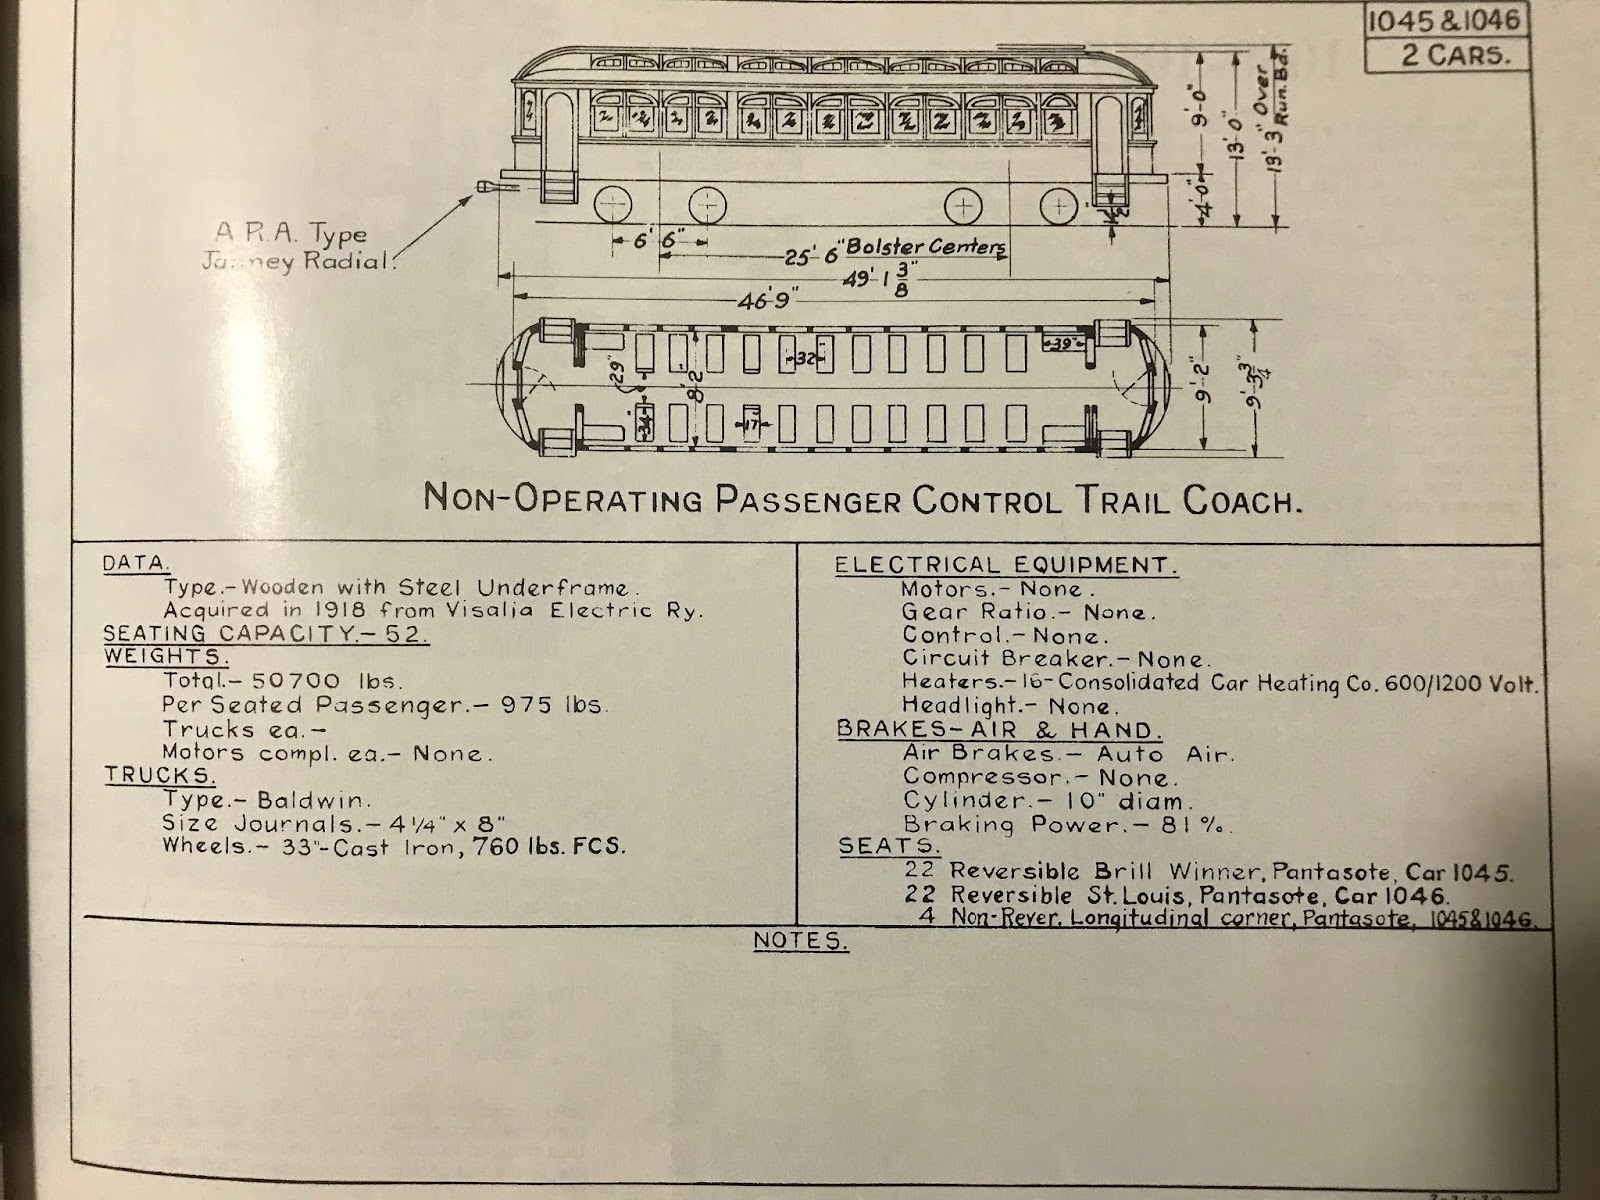 1045 & 1046
2 CARS.
9'-0"
13'-0"
13'-3" Over
Run. Bd.
4'-0"
A.R.A. Type
Janney Radial.
6' 6"
25' 6" Bolster Centers
49'-1 3/8"
46'9"
29"
34"
8'-2"
17"
32"
39"
9'-2"
9'-3 3/4"
NON-OPERATING PASSENGER CONTROL TRAIL COACH.
DATA.
Type.-Wooden with Steel Underframe.
Acquired in 1918 from Visalia Electric Ry.
SEATING CAPACITY.- 52.
WEIGHTS.
Total.- 50700 lbs.
Per Seated Passenger.- 975 lbs.
Trucks ea.-
Motors compl. ea.- None.
TRUCKS.
Type.- Baldwin.
Size Journals.- 4 1/4" x 8"
Wheels.- 33"-Cast Iron, 760 lbs. FCS.
ELECTRICAL EQUIPMENT.
Motors.- None.
Gear Ratio.- None.
Control.- None.
Circuit Breaker.- None.
Heaters.-16-Consolidated Car Heating Co. 600/1200 Volt.
Headlight.- None.
BRAKES-AIR & HAND.
Air Brakes.- Auto Air.
Compressor.- None.
Cylinder.- 10" diam.
Braking Power.- 81%.
SEATS.
22 Reversible Brill Winner, Pantasote, Car 1045.
22 Reversible St. Louis, Pantasote, Car 1046.
4 Non-Rever. Longitudinal corner, Pantasote, 1045&1046.
NOTES.